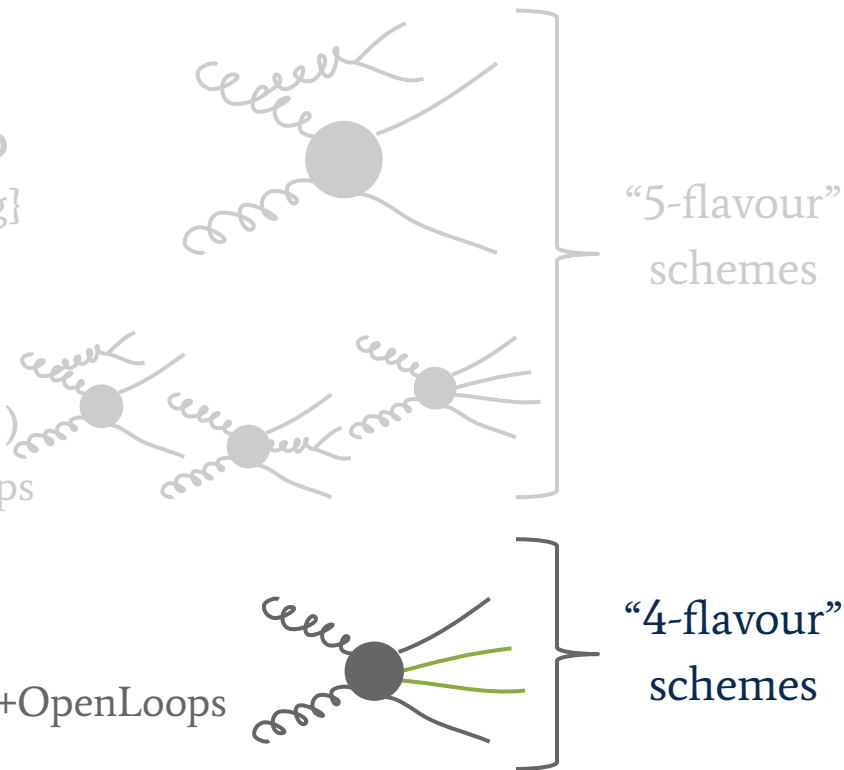 g}
“5-flavour”
schemes
)
ps
“4-flavour”
schemes
+OpenLoops